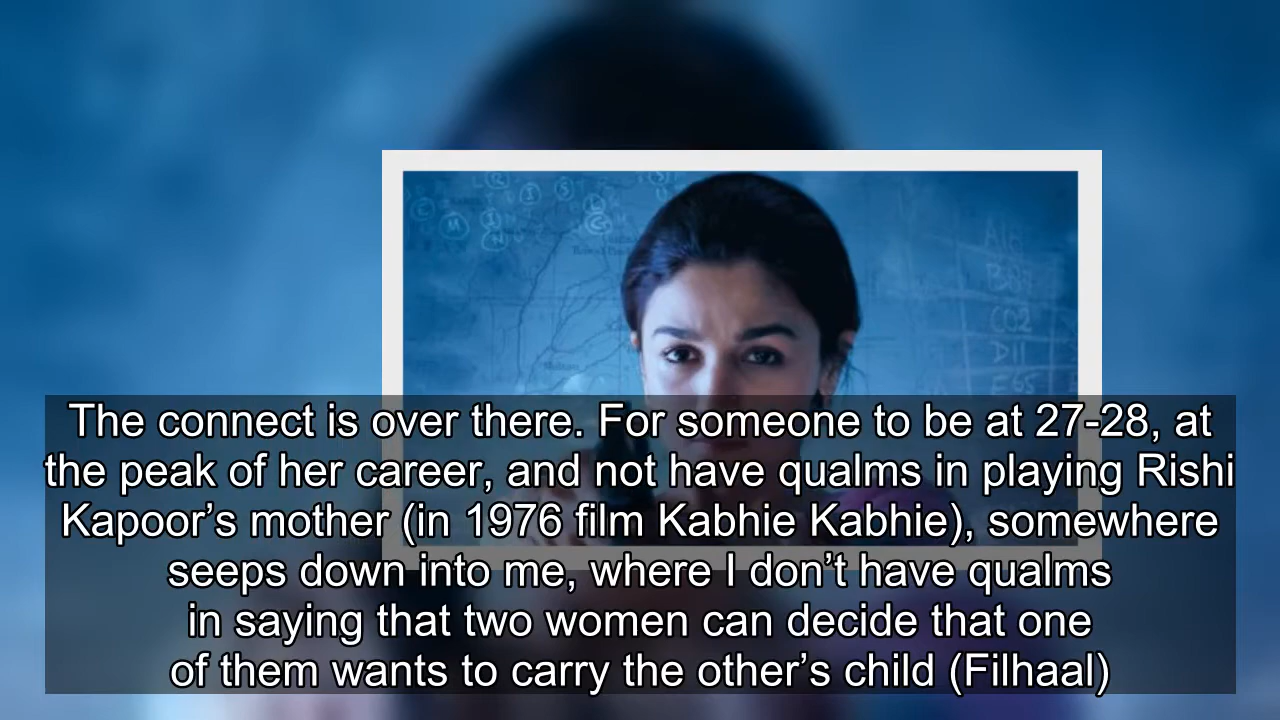 The connect is over there. For someone to be at 27-28, at
the peak of her career, and not have qualms in playing Rishi
Kapoor’s mother (in 1976 film Kabhie Kabhie), somewhere
seeps down into me, where I don’t have qualms
in saying that two women can decide that one
of them wants to carry the other’s child (Filhaal)